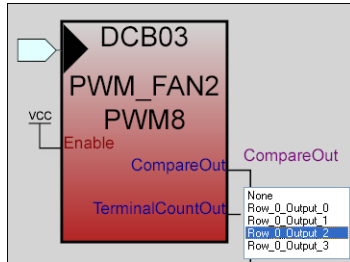 DCB03
PWM_FAN2
PWM8
VCC
Enable
CompareOut
CompareOut
TerminalCountOut
None
Row_0_Output_0
Row_0_Output_1
Row_0_Output_2
Row_0_Output_3